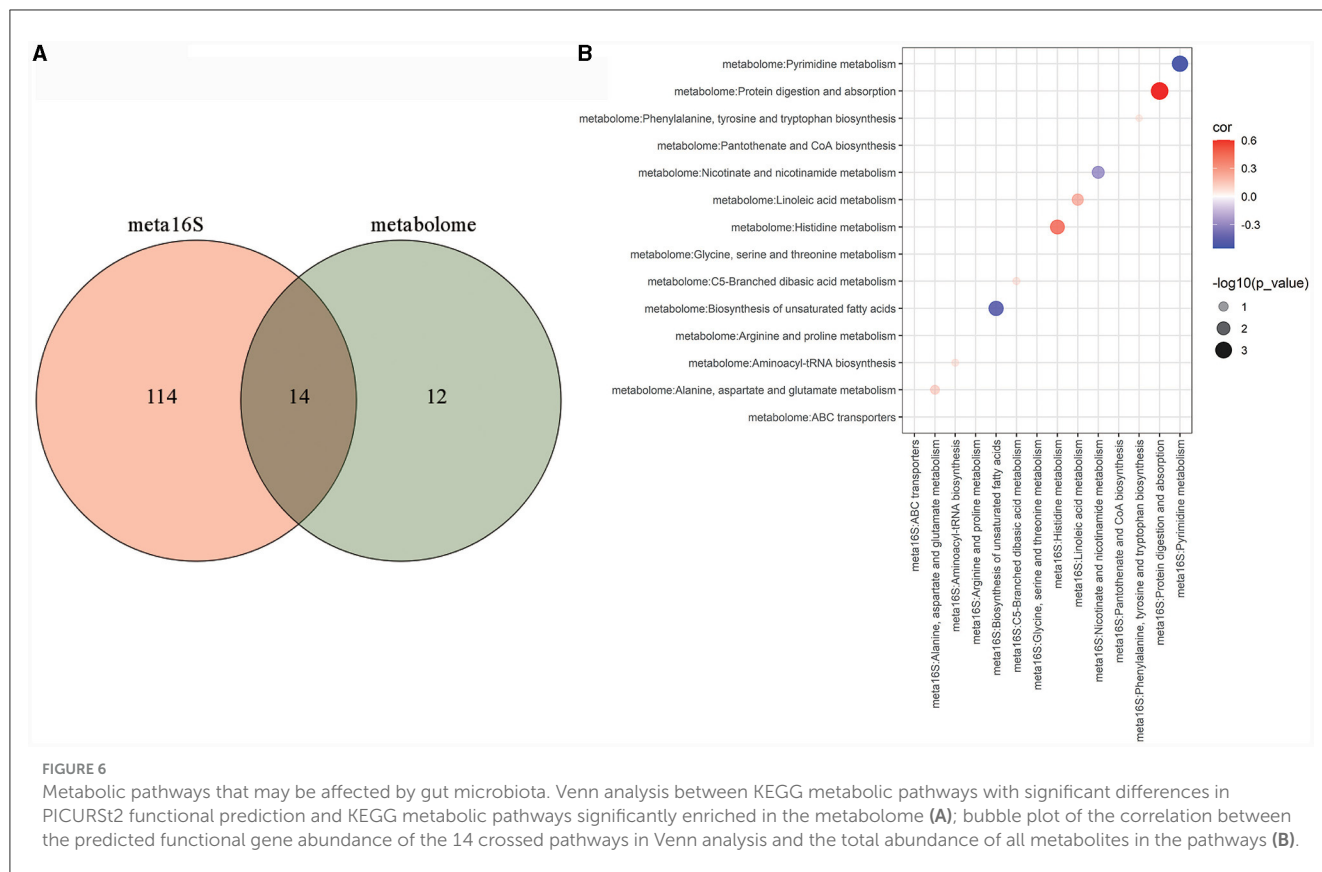 A
meta16S
metabolome
114
14
12
B
metabolome:Pyrimidine metabolism
metabolome:Protein digestion and absorption
metabolome:Phenylalanine, tyrosine and tryptophan biosynthesis
metabolome:Pantothenate and CoA biosynthesis
metabolome:Nicotinate and nicotinamide metabolism
metabolome:Linoleic acid metabolism
metabolome:Histidine metabolism
metabolome:Glycine, serine and threonine metabolism
metabolome:C5-Branched dibasic acid metabolism
metabolome:Biosynthesis of unsaturated fatty acids
metabolome:Arginine and proline metabolism
metabolome:Aminoacyl-tRNA biosynthesis
metabolome:Alanine, aspartate and glutamate metabolism
metabolome:ABC transporters
meta16S:ABC transporters
meta16S:Alanine, aspartate and glutamate metabolism
meta16S:Aminoacyl-tRNA biosynthesis
meta16S:Arginine and proline metabolism
meta16S:Biosynthesis of unsaturated fatty acids
meta16S:C5-Branched dibasic acid metabolism
meta16S:Glycine, serine and threonine metabolism
meta16S:Histidine metabolism
meta16S:Linoleic acid metabolism
meta16S:Nicotinate and nicotinamide metabolism
meta16S:Pantothenate and CoA biosynthesis
meta16S:Phenylalanine, tyrosine and tryptophan biosynthesis
meta16S:Protein digestion and absorption
meta16S:Pyrimidine metabolism
cor
0.6
0.3
0.0
-0.3
-log10(p_value)
1
2
3
FIGURE 6
Metabolic pathways that may be affected by gut microbiota. Venn analysis between KEGG metabolic pathways with significant differences in
PICURSt2 functional prediction and KEGG metabolic pathways significantly enriched in the metabolome (A); bubble plot of the correlation between
the predicted functional gene abundance of the 14 crossed pathways in Venn analysis and the total abundance of all metabolites in the pathways (B).